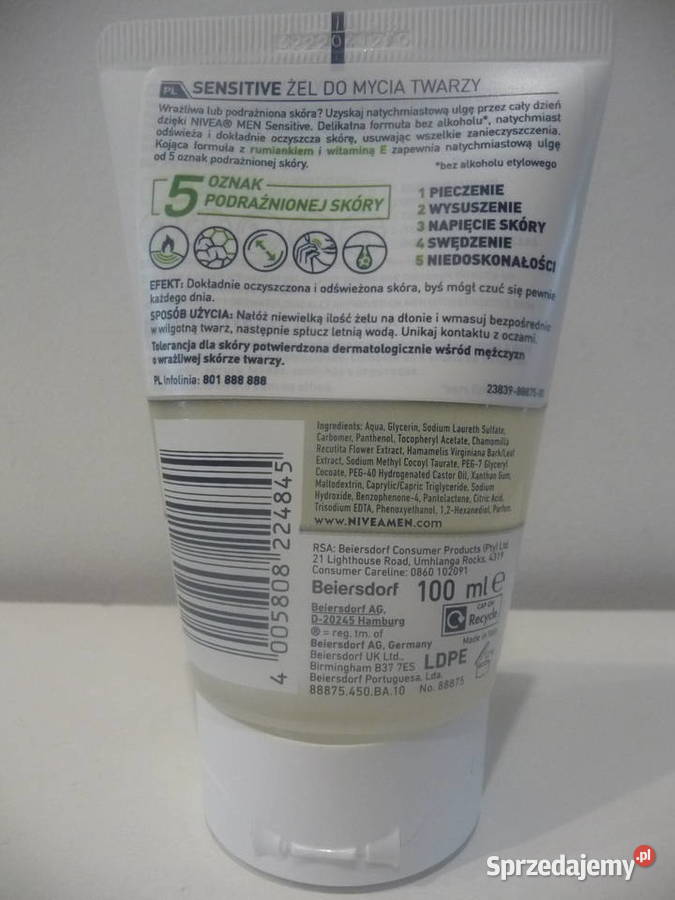 PL SENSITIVE ŻEL DO MYCIA TWARZY
Wrażliwa lub podrażniona skóra? Uzyskaj natychmiastową ulgę przez cały dzień
dzięki NIVEA® MEN Sensitive. Delikatna formuła bez alkoholu*, natychmiast
odświeża i dokładnie oczyszcza skórę, usuwając wszelkie zanieczyszczenia.
Kojąca formuła z rumiankiem i witaminą E zapewnia natychmiastową ulgę
od 5 oznak podrażnionej skóry.
*bez alkoholu etylowego
5 OZNAK
PODRAŻNIONEJ SKÓRY
1 PIECZENIE
2 WYSUSZENIE
3 NAPIĘCIE SKÓRY
4 SWĘDZENIE
5 NIEDOSKONAŁOŚCI
EFEKT: Dokładnie oczyszczona i odświeżona skóra, byś mógł czuć się pewnie
każdego dnia.
SPOSÓB UŻYCIA: Nałóż niewielką ilość żelu na dłonie i wmasuj bezpośrednio
w wilgotną twarz, następnie spłucz letnią wodą. Unikaj kontaktu z oczami.
Tolerancja dla skóry potwierdzona dermatologicznie wśród mężczyzn
o wrażliwej skórze twarzy.
PL Infolinia: 801 888 888
23839-88875-
Ingredients: Aqua, Glycerin, Sodium Laureth Sulfate,
Carbomer, Panthenol, Tocopheryl Acetate, Chamomilla
Recutita Flower Extract, Hamamelis Virginiana Bark/Leaf
Extract, Sodium Methyl Cocoyl Taurate, PEG-7 Glyceryl
Cocoate, PEG-40 Hydrogenated Castor Oil, Xanthan Gum,
Maltodextrin, Caprylic/Capric Triglyceride, Sodium
Hydroxide, Benzophenone-4, Pantolactone, Citric Acid,
Trisodium EDTA, Phenoxyethanol, 1,2-Hexanediol, Parfum.
WWW.NIVEAMEN.com
RSA: Beiersdorf Consumer Products (Pty) Ltd
21 Lighthouse Road, Umhlanga Rocks. 4319
Consumer Careline: 0860 102091
Beiersdorf 100 ml e
Beiersdorf AG,
D-20245 Hamburg
® = reg. tm. of
Beiersdorf AG, Germany
Beiersdorf UK Ltd.,
Birmingham B37 7ES
Beiersdorf Portuguesa, Lda.
88875.450.BA.10 No. 88875
CAP ON
Recycle
Made in
LDPE
4 005808 224845
Sprzedajemy.pl